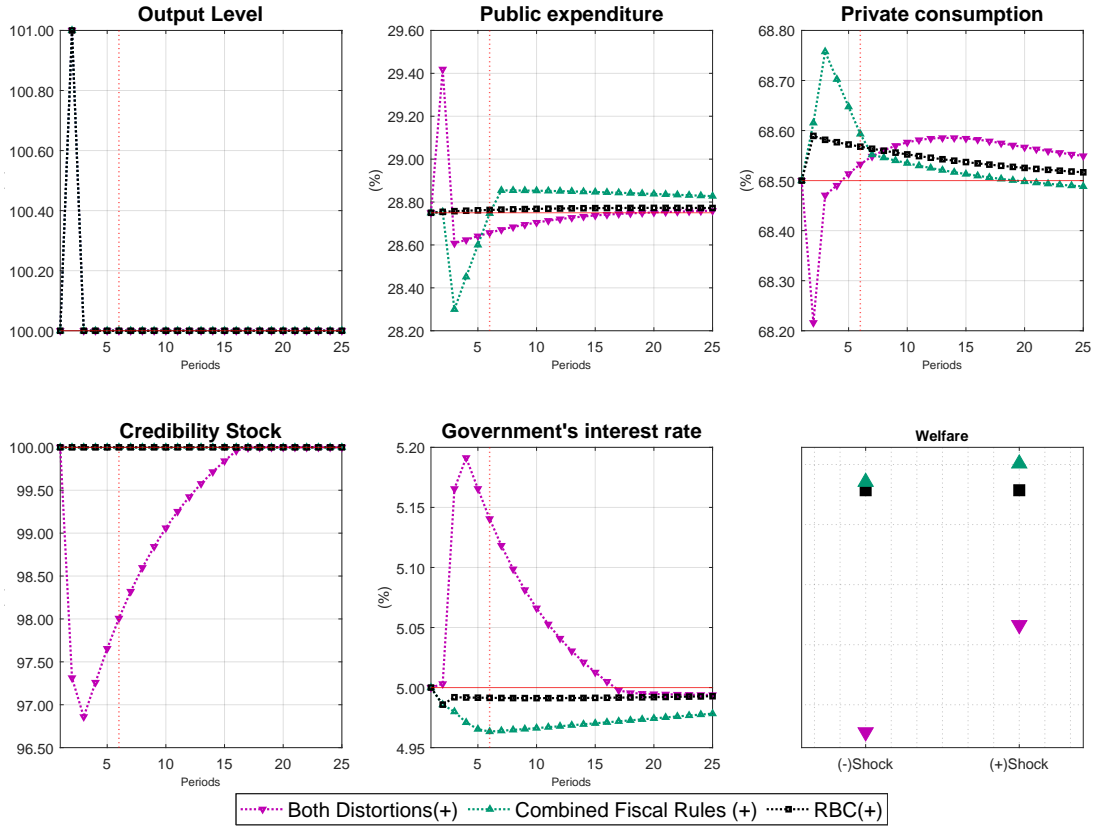 Output Level
Public expenditure
Private consumption
101.00
100.80
100.60
100.40
100.20
100.00
5 10 15 20 25
Periods
29.60
29.40
29.20
29.00
28.80
28.60
28.40
28.20
(%)
5 10 15 20 25
Periods
68.80
68.70
68.60
68.50
68.40
68.30
68.20
(%)
5 10 15 20 25
Periods
Credibility Stock
Government's interest rate
Welfare
100.00
99.50
99.00
98.50
98.00
97.50
97.00
96.50
5 10 15 20 25
Periods
5.20
5.15
5.10
5.05
5.00
4.95
(%)
5 10 15 20 25
Periods
(-)Shock (+)Shock
Both Distortions(+) Combined Fiscal Rules (+) RBC(+)